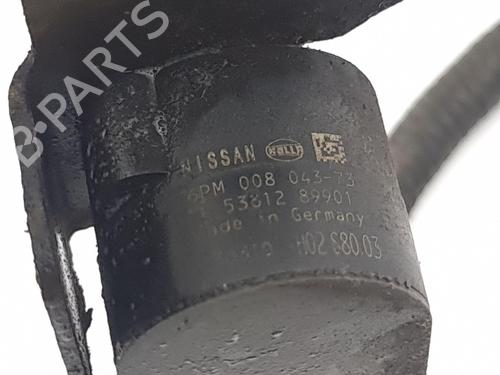 B-PARTS
NISSAN HELLA
6PM 008 043-73
53812 89901
Made in Germany
H02 S80.03